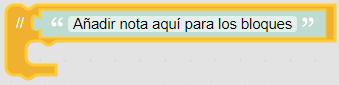 // “ Añadir nota aquí para los bloques ”